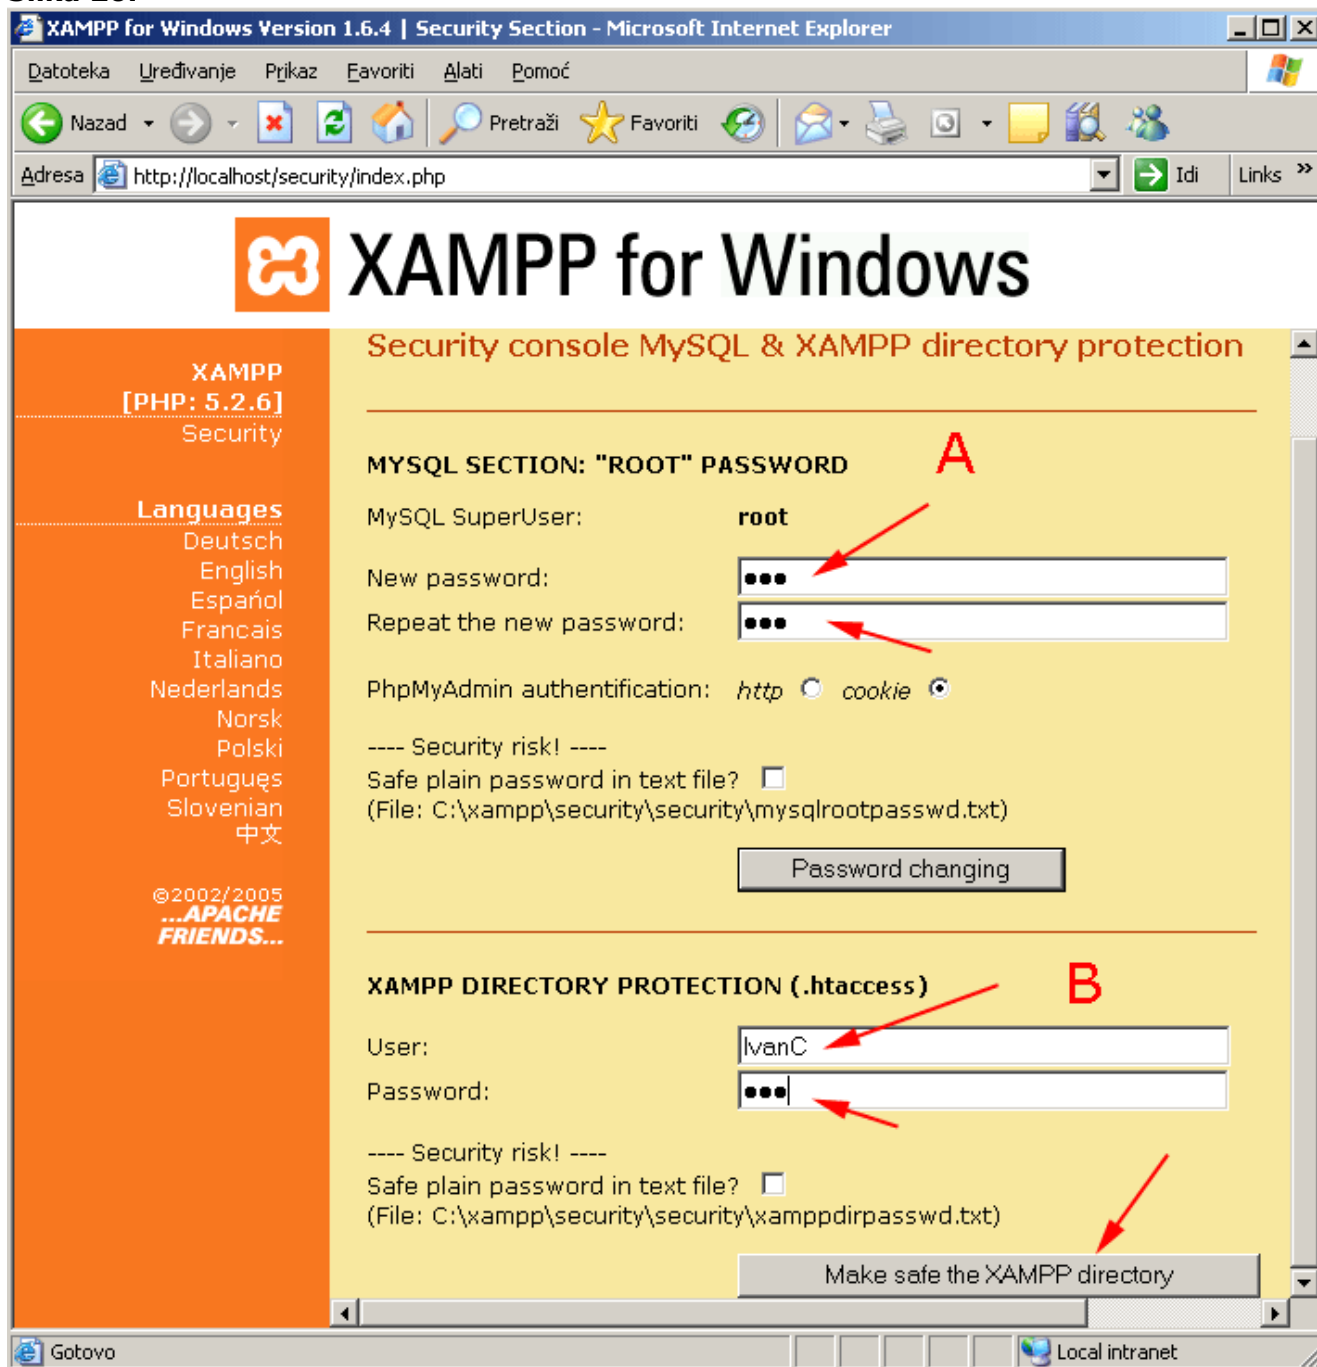 XAMPP for Windows Version 1.6.4 | Security Section - Microsoft Internet Explorer
Datoteka Uređivanje Prikaz Favoriti Alati Pomoć
Nazad Pretraži Favoriti
Adresa http://localhost/security/index.php Idi Links »
XAMPP for Windows
XAMPP
[PHP: 5.2.6]
Security
Languages
Deutsch
English
Espańol
Francais
Italiano
Nederlands
Norsk
Polski
Portuguęs
Slovenian
中文
©2002/2005
...APACHE
FRIENDS...
Security console MySQL & XAMPP directory protection
A
MYSQL SECTION: "ROOT" PASSWORD
MySQL SuperUser: root
New password: •••
Repeat the new password: •••
PhpMyAdmin authentification: http cookie
---- Security risk! ----
Safe plain password in text file?
(File: C:\xampp\security\security\mysqlrootpasswd.txt)
Password changing
B
XAMPP DIRECTORY PROTECTION (.htaccess)
User: IvanC
Password: •••
---- Security risk! ----
Safe plain password in text file?
(File: C:\xampp\security\security\xamppdirpasswd.txt)
Make safe the XAMPP directory
Gotovo Local intranet